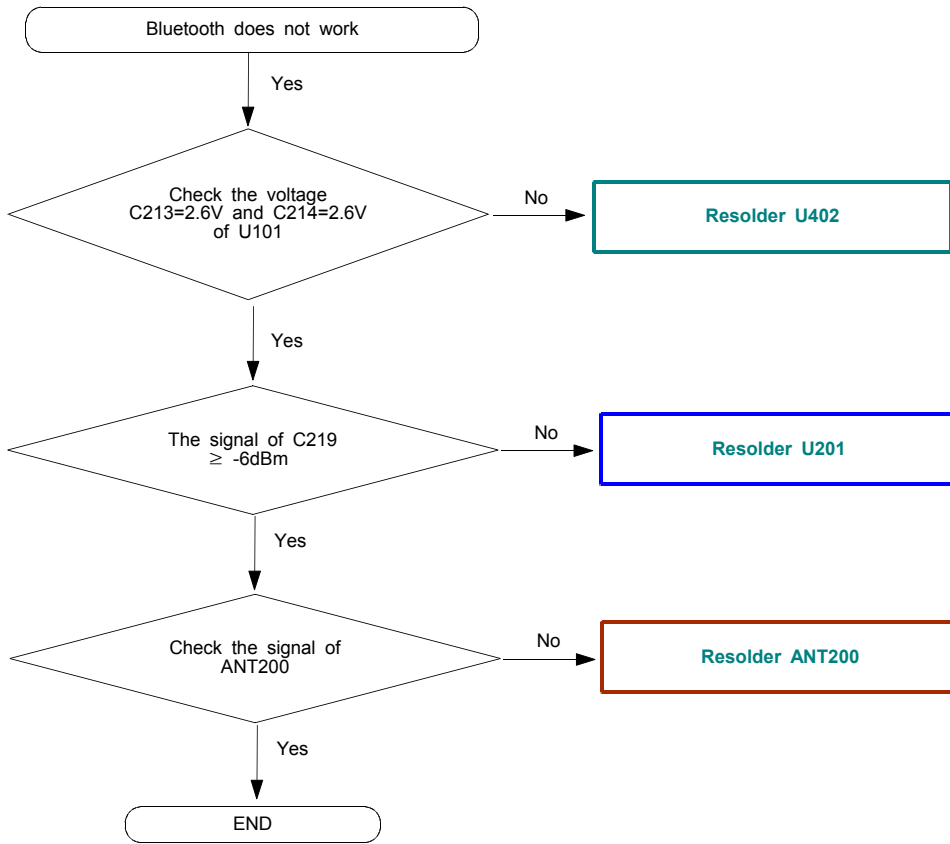 Bluetooth does not work
Yes
Check the voltage
C213=2.6V and C214=2.6V
of U101
No
Resolder U402
Yes
The signal of C219
≥ -6dBm
No
Resolder U201
Yes
Check the signal of
ANT200
No
Resolder ANT200
Yes
END